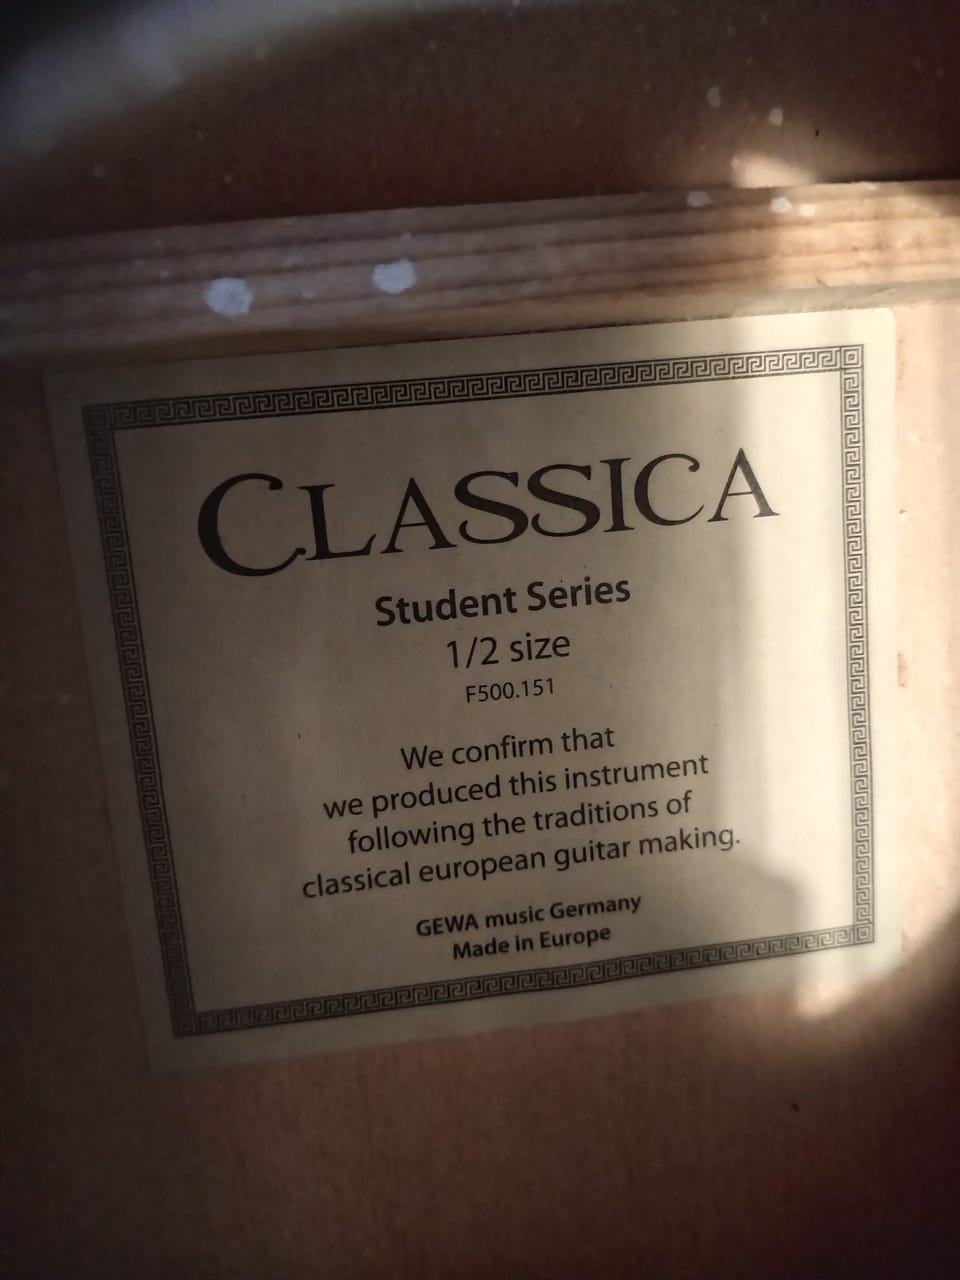 CLASSICA
Student Series
1/2 size
F500.151
We confirm that
we produced this instrument
following the traditions of
classical european guitar making.
GEWA music Germany
Made in Europe